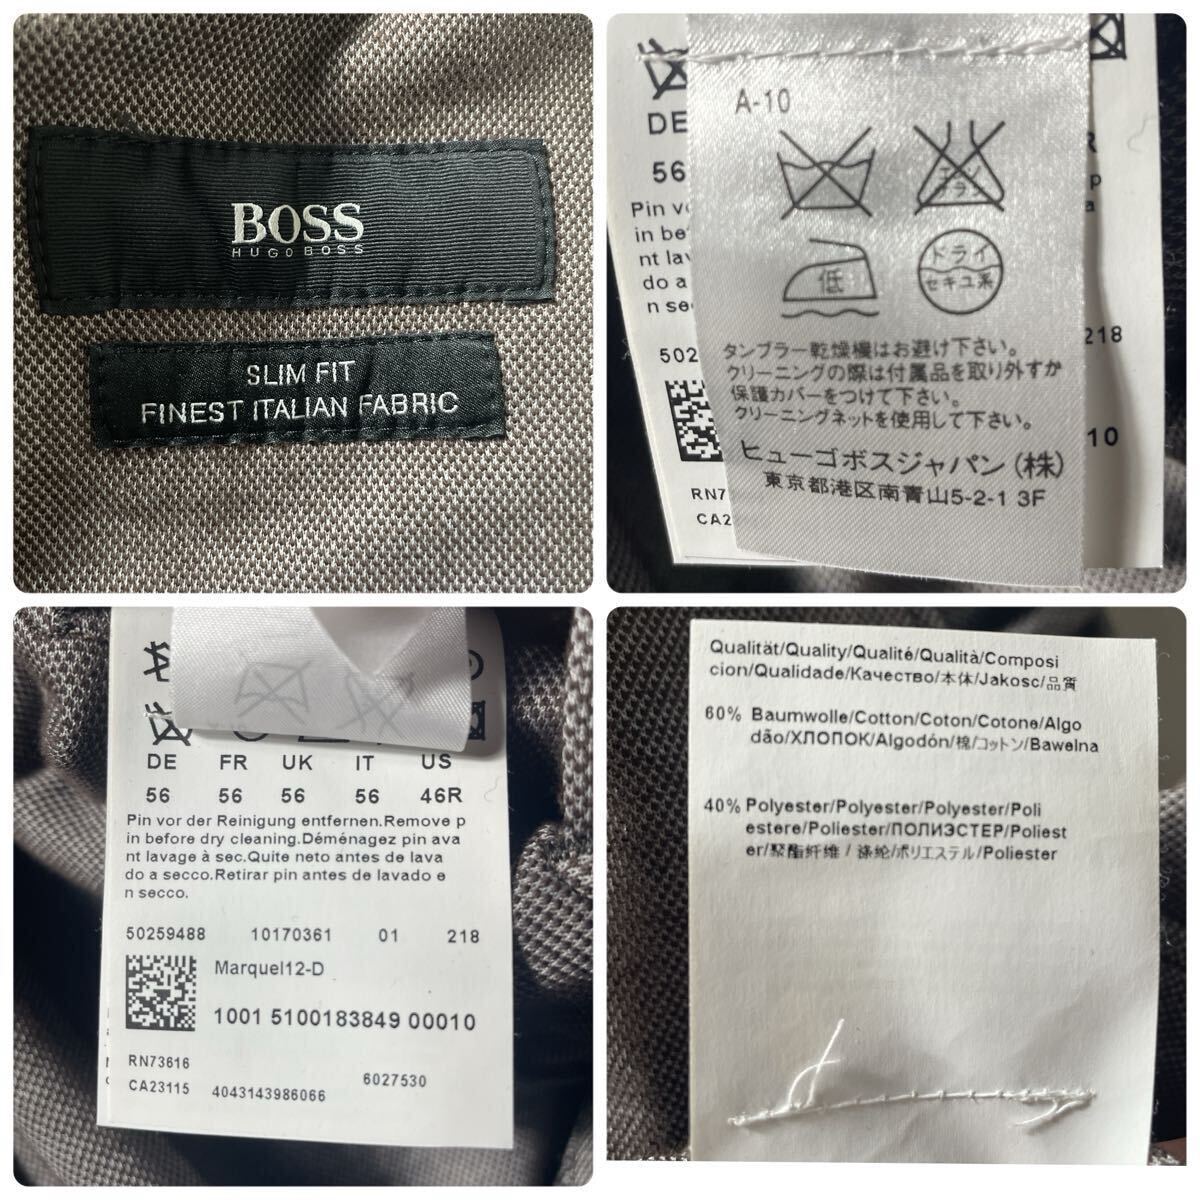 BOSS
HUGO BOSS
SLIM FIT
FINEST ITALIAN FABRIC
A-10
エンソ
サラシ
低
ドライ
セキユ系
タンブラー乾燥機はお避け下さい。
クリーニングの際は付属品を取り外すか
保護カバーをつけて下さい。
クリーニングネットを使用して下さい。
ヒューゴボスジャパン(株)
東京都港区南青山5-2-1 3F
DE
56
Pin vo
in be
nt lav
do a
n se
502
218
10
RN7
CA2
DE FR UK IT US
56 56 56 56 46R
Pin vor der Reinigung entfernen.Remove p
in before dry cleaning.Déménagez pin ava
nt lavage à sec.Quite neto antes de lava
do a secco.Retirar pin antes de lavado e
n secco.
50259488 10170361 01 218
Marquel12-D
1001 5100183849 00010
RN73616
CA23115 4043143986066 6027530
Qualität/Quality/Qualité/Qualità/Composi
cion/Qualidade/Качество/本体/Jakosc/品質
60% Baumwolle/Cotton/Coton/Cotone/Algo
dão/ХЛОПОК/Algodón/棉/コットン/Bawelna
40% Polyester/Polyester/Polyester/Poli
estere/Poliester/ПОЛИЭСТЕР/Poliest
er/聚酯纤维 / 涤纶/ポリエステル/Poliester